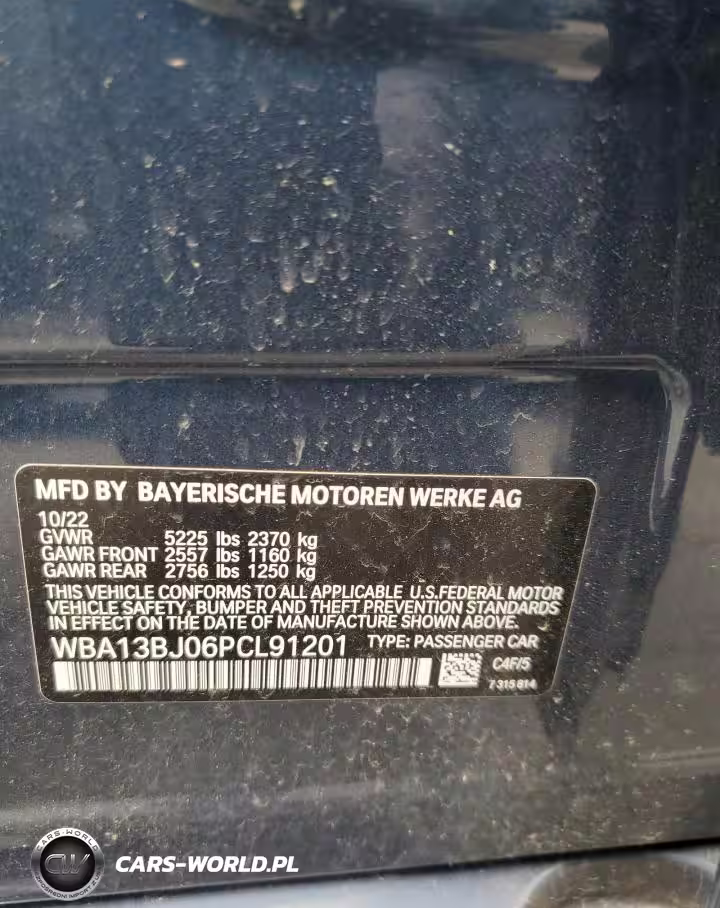 MFD BY BAYERISCHE MOTOREN WERKE AG
10/22
GVWR 5225 lbs 2370 kg
GAWR FRONT 2557 lbs 1160 kg
GAWR REAR 2756 lbs 1250 kg
THIS VEHICLE CONFORMS TO ALL APPLICABLE U.S.FEDERAL MOTOR
VEHICLE SAFETY, BUMPER AND THEFT PREVENTION STANDARDS
IN EFFECT ON THE DATE OF MANUFACTURE SHOWN ABOVE.
WBA13BJ06PCL91201 TYPE: PASSENGER CAR
C4F/5
7 315 814
CARS-WORLD
CW
CARS-WORLD.PL